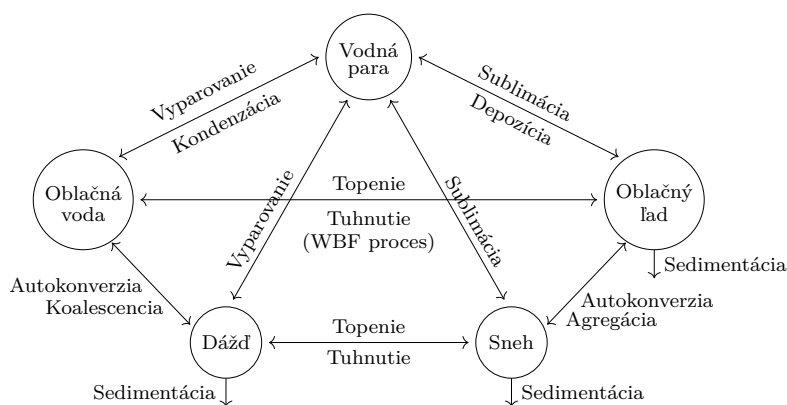 Vodná
para
Vyparovanie
Kondenzácia
Sublimácia
Depozícia
Oblačná
voda
Oblačný
ľad
Topenie
Tuhnutie
(WBF proces)
Vyparovanie
Sublimácia
Sedimentácia
Autokonverzia
Koalescencia
Autokonverzia
Agregácia
Dážď
Topenie
Tuhnutie
Sneh
Sedimentácia
Sedimentácia